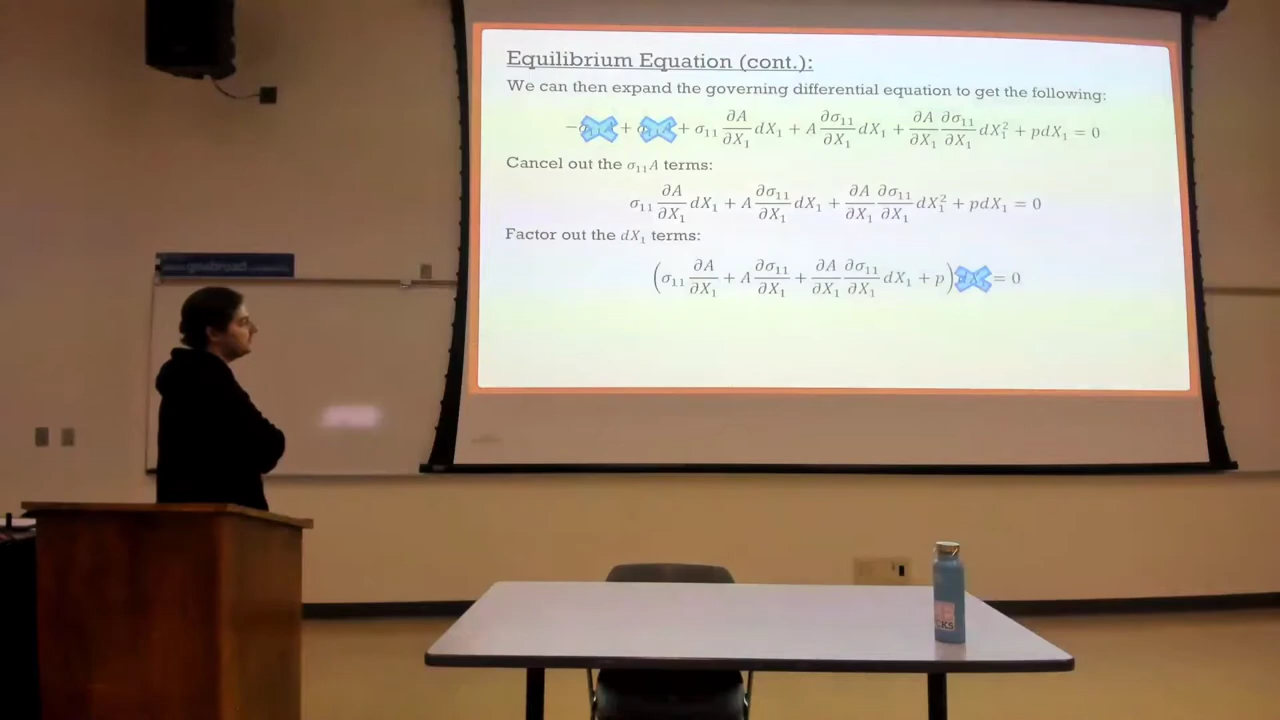 Equilibrium Equation (cont.):
We can then expand the governing differential equation to get the following:
−σ₁₁A + σ₁₁A + σ₁₁ ∂A/∂X₁ dX₁ + A ∂σ₁₁/∂X₁ dX₁ + ∂A/∂X₁ ∂σ₁₁/∂X₁ dX₁² + pdX₁ = 0
Cancel out the σ₁₁A terms:
σ₁₁ ∂A/∂X₁ dX₁ + A ∂σ₁₁/∂X₁ dX₁ + ∂A/∂X₁ ∂σ₁₁/∂X₁ dX₁² + pdX₁ = 0
Factor out the dX₁ terms:
(σ₁₁ ∂A/∂X₁ + A ∂σ₁₁/∂X₁ + ∂A/∂X₁ ∂σ₁₁/∂X₁ dX₁ + p) dX₁ = 0